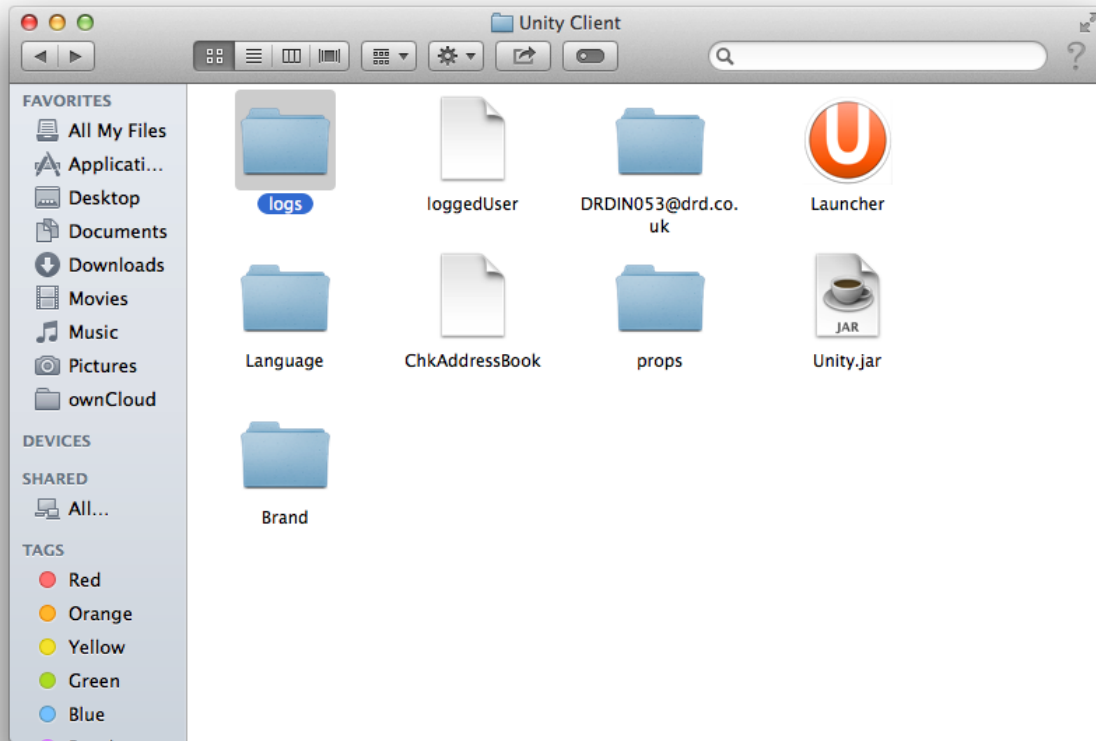 Unity Client
FAVORITES
All My Files
Applicati...
Desktop
Documents
Downloads
Movies
Music
Pictures
ownCloud
DEVICES
SHARED
All...
TAGS
Red
Orange
Yellow
Green
Blue
logs
loggedUser
DRDIN053@drd.co.
uk
Launcher
Language
ChkAddressBook
props
JAR
Unity.jar
Brand